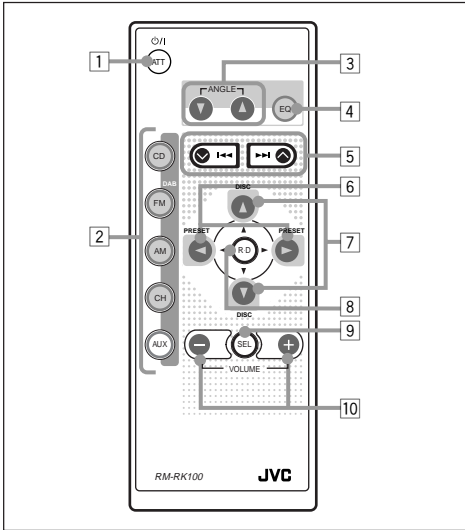 ⏻/I
1
ATT
3
ANGLE
EQ
4
CD
5
6
DAB
DISC
FM
2
PRESET
PRESET
7
AM
R D
CH
8
DISC
9
AUX
SEL
VOLUME
10
RM-RK100
JVC